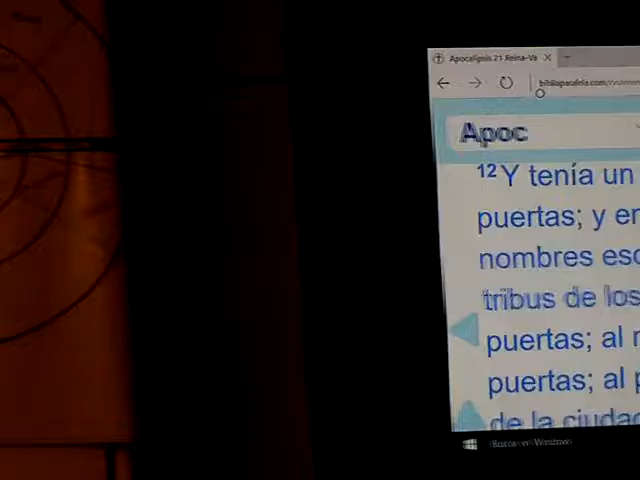 Apocalipsis 21 Reina-Va
Apoc
12 Y tenía un
puertas; y en
nombres esc
tribus de los
puertas; al n
puertas; al p
de la ciudad
Buscar en Windows